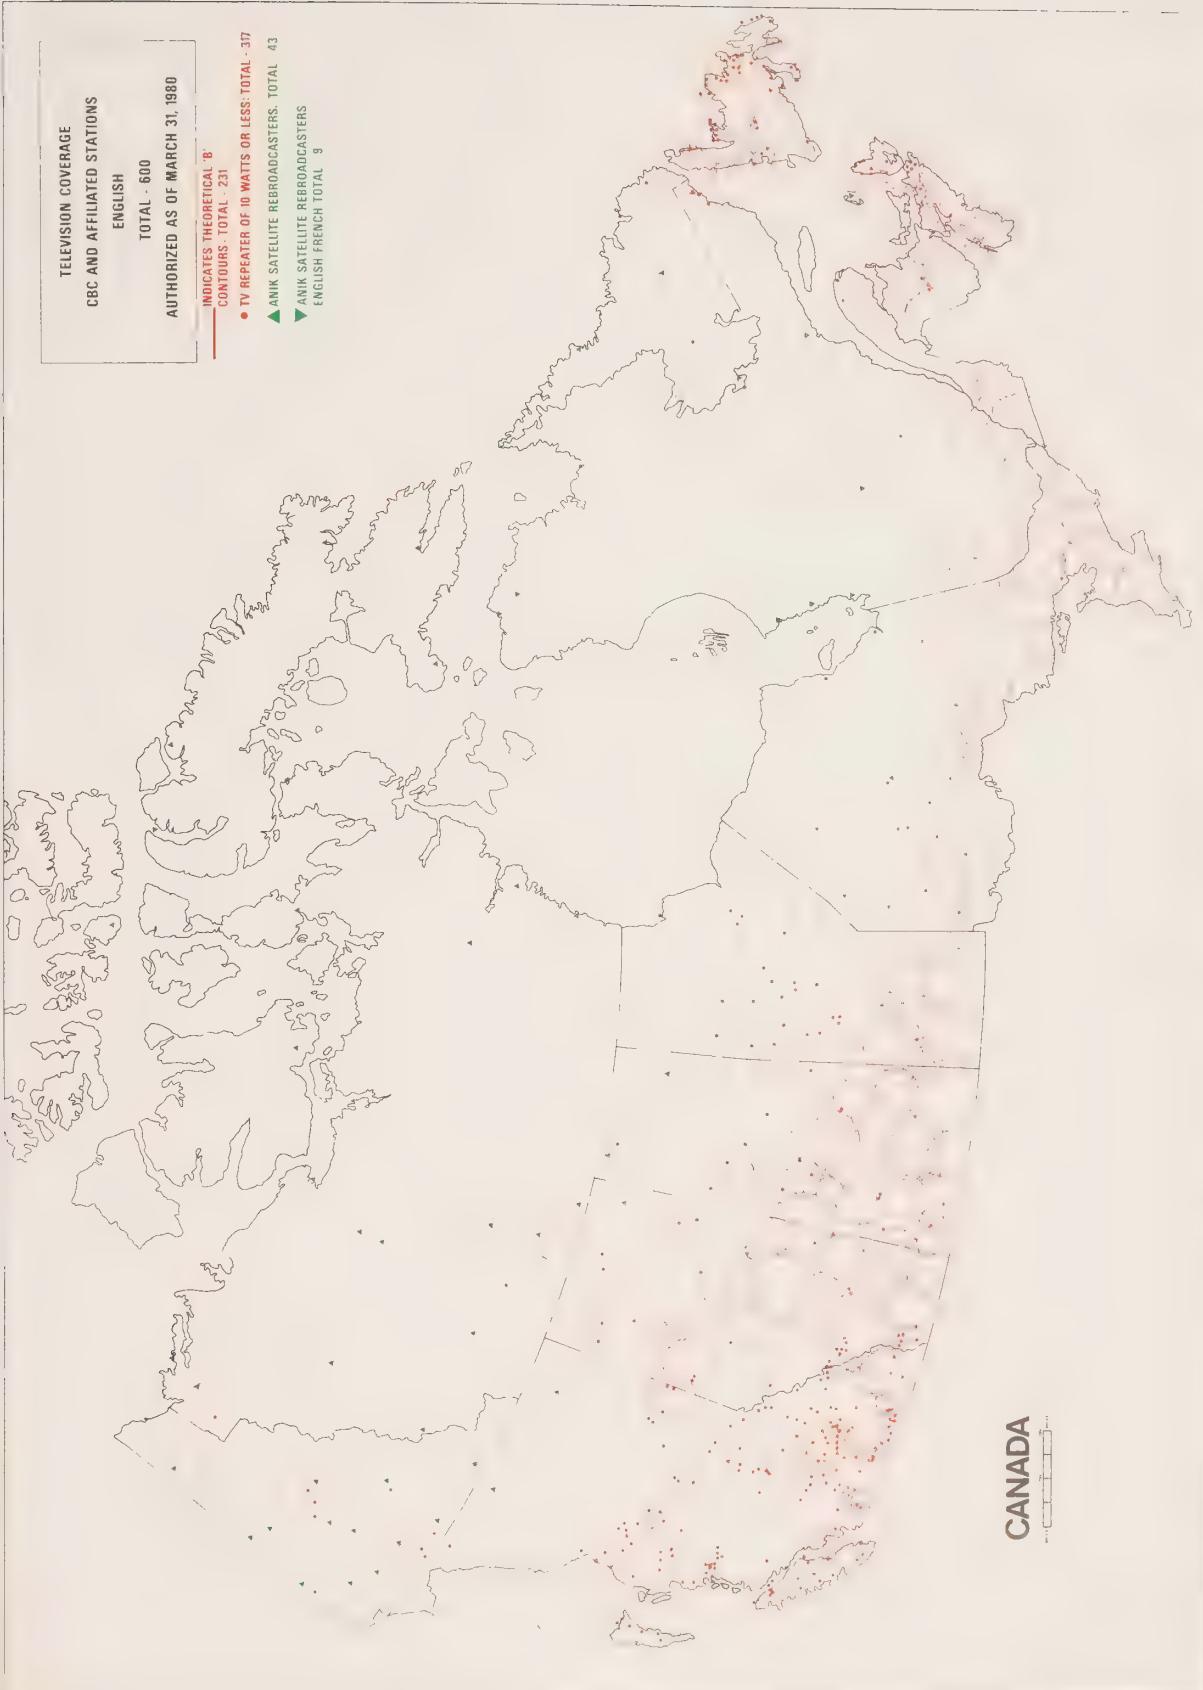 TELEVISION COVERAGE
CBC AND AFFILIATED STATIONS
ENGLISH
TOTAL - 600
AUTHORIZED AS OF MARCH 31, 1980
INDICATES THEORETICAL 'B'
CONTOURS - TOTAL - 231
TV REPEATER OF 10 WATTS OR LESS: TOTAL - 317
ANIK SATELLITE REBROADCASTERS. TOTAL 43
ANIK SATELLITE REBROADCASTERS
ENGLISH FRENCH TOTAL 9
CANADA